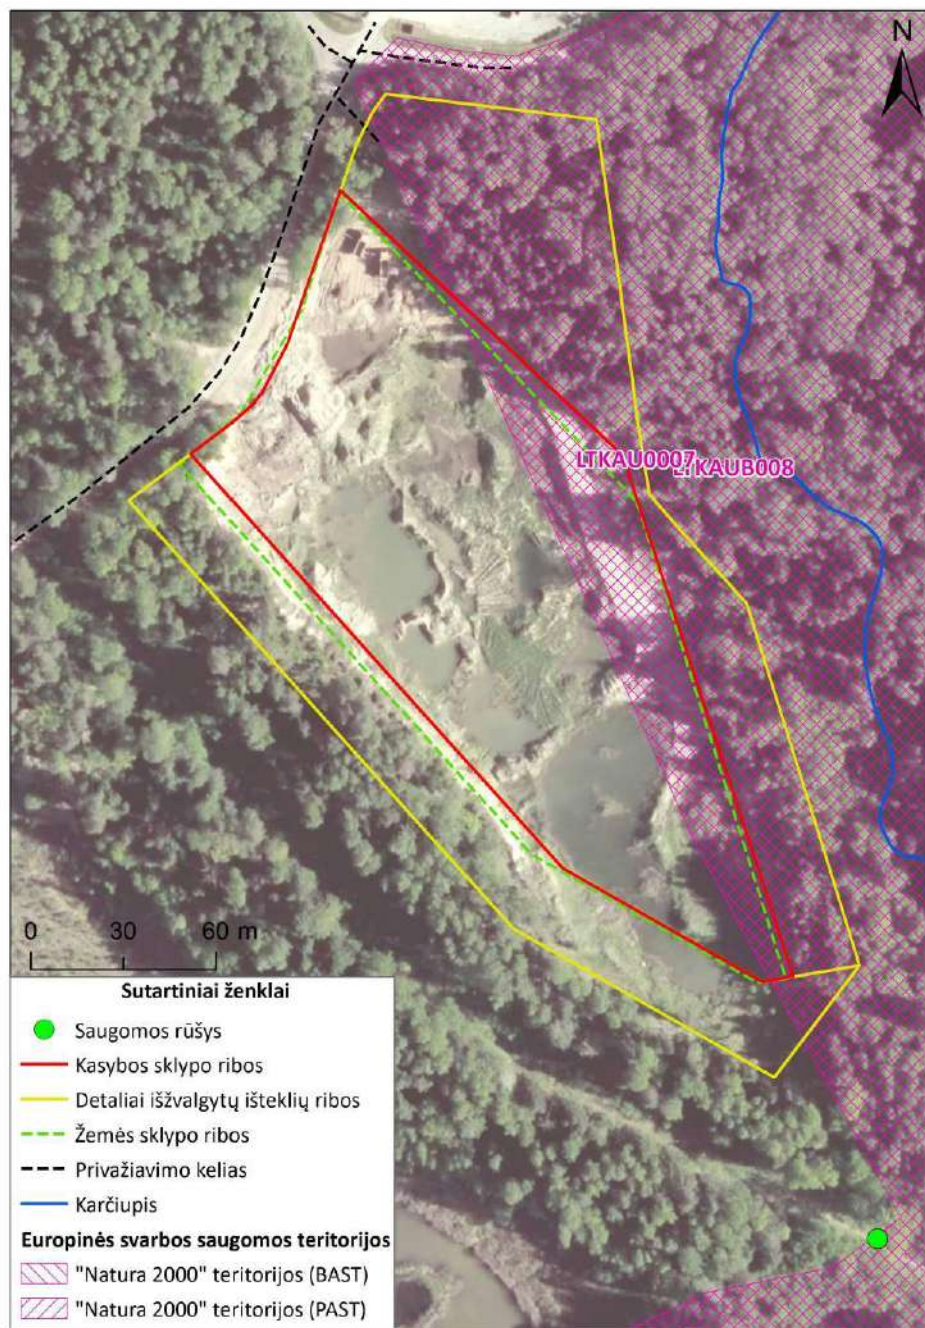 N
LTKAU0007
LTKAUB008
0 30 60 m
Sutartiniai ženklai
Saugomos rūšys
Kasybos sklypo ribos
Detaliai išžvalgytų išteklių ribos
Žemės sklypo ribos
Privažiavimo kelias
Karčiupis
Europinės svarbos saugomos teritorijos
"Natura 2000" teritorijos (BAST)
"Natura 2000" teritorijos (PAST)